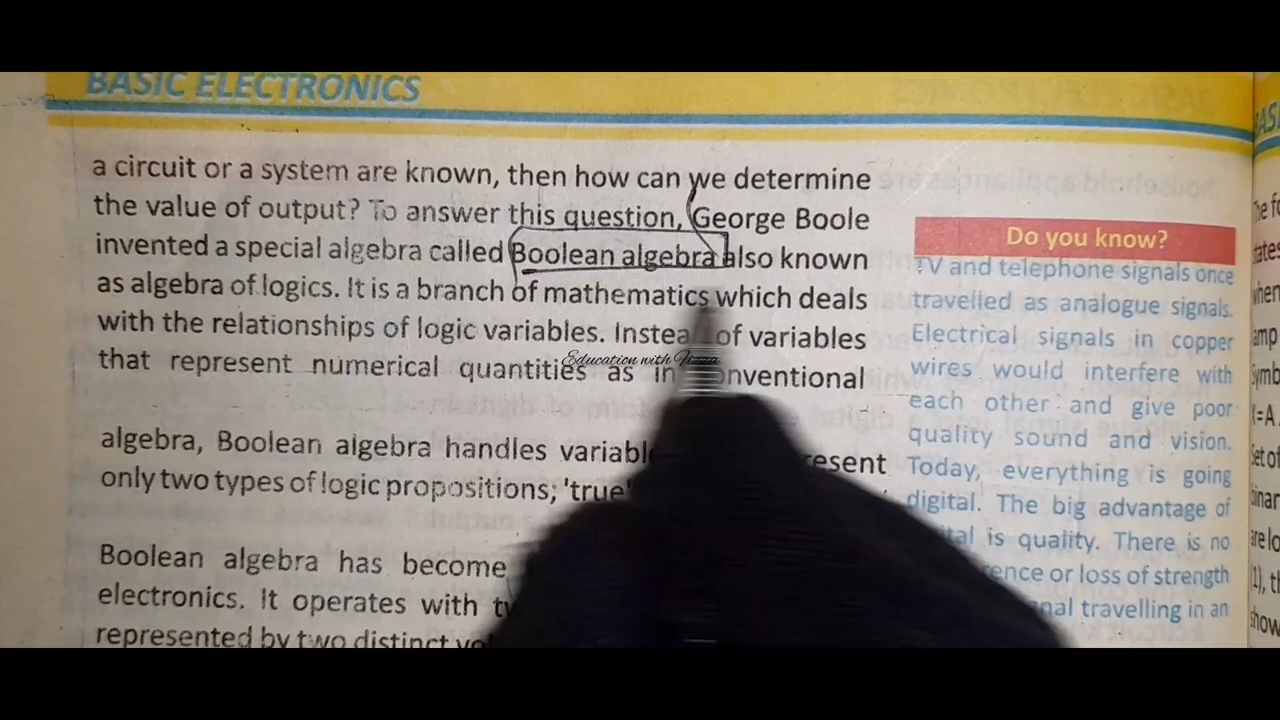 BASIC ELECTRONICS
a circuit or a system are known, then how can we determine
the value of output? To answer this question, George Boole
invented a special algebra called Boolean algebra also known
as algebra of logics. It is a branch of mathematics which deals
with the relationships of logic variables. Instead of variables
Education with
that represent numerical quantities as in conventional
algebra, Boolean algebra handles
only two types of logic propositions; 'true'
Boolean algebra has become
electronics. It operates with
represented by two distinct
Do you know?
TV and telephone signals once
travelled as analogue signals.
Electrical signals in copper
wires would interfere with
each other and give poor
quality sound and vision.
Today, everything is going
digital. The big advantage of
is quality. There is no
or loss of strength
travelling in an